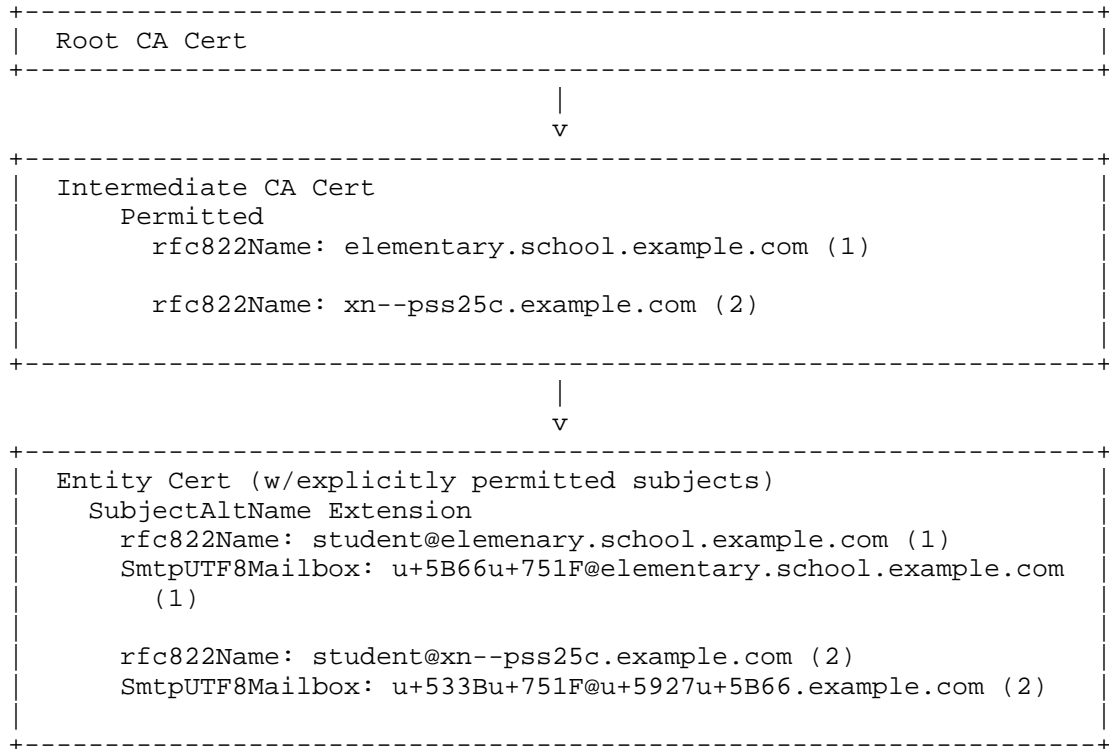 +-------------------------------------------------------------------+
|  Root CA Cert                                                     |
+-------------------------------------------------------------------+
                                  |
                                  v
+-------------------------------------------------------------------+
|  Intermediate CA Cert                                             |
|      Permitted                                                    |
|        rfc822Name: elementary.school.example.com (1)              |
|                                                                   |
|        rfc822Name: xn--pss25c.example.com (2)                     |
|                                                                   |
+-------------------------------------------------------------------+
                                  |
                                  v
+-------------------------------------------------------------------+
|  Entity Cert (w/explicitly permitted subjects)                    |
|    SubjectAltName Extension                                       |
|      rfc822Name: student@elemenary.school.example.com (1)         |
|      SmtpUTF8Mailbox: u+5B66u+751F@elementary.school.example.com  |
|        (1)                                                        |
|                                                                   |
|      rfc822Name: student@xn--pss25c.example.com (2)               |
|      SmtpUTF8Mailbox: u+533Bu+751F@u+5927u+5B66.example.com (2)   |
|                                                                   |
+-------------------------------------------------------------------+